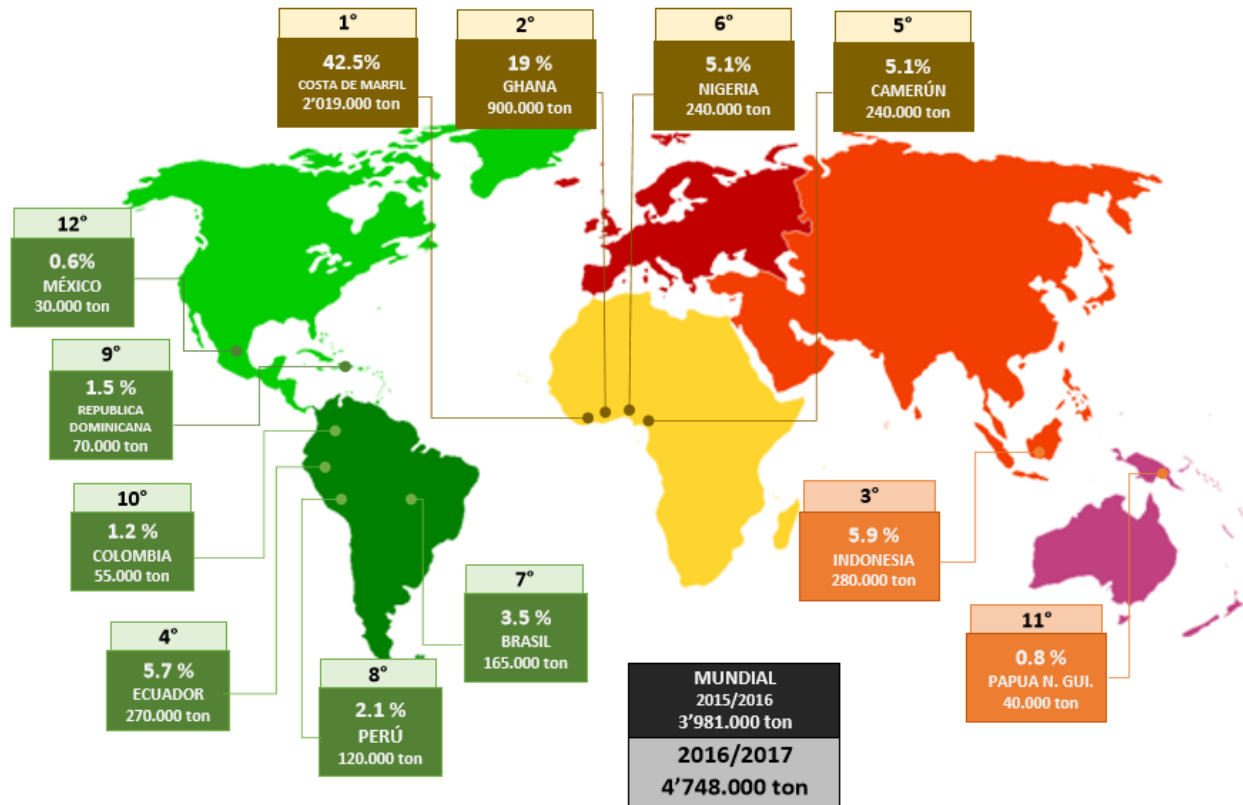 1°
42.5%
COSTA DE MARFIL
2’019.000 ton
2°
19 %
GHANA
900.000 ton
6°
5.1%
NIGERIA
240.000 ton
5°
5.1%
CAMERÚN
240.000 ton
12°
0.6%
MÉXICO
30.000 ton
9°
1.5 %
REPUBLICA
DOMINICANA
70.000 ton
10°
1.2 %
COLOMBIA
55.000 ton
4°
5.7 %
ECUADOR
270.000 ton
8°
2.1 %
PERÚ
120.000 ton
7°
3.5 %
BRASIL
165.000 ton
3°
5.9 %
INDONESIA
280.000 ton
11°
0.8 %
PAPUA N. GUI.
40.000 ton
MUNDIAL
2015/2016
3’981.000 ton
2016/2017
4’748.000 ton